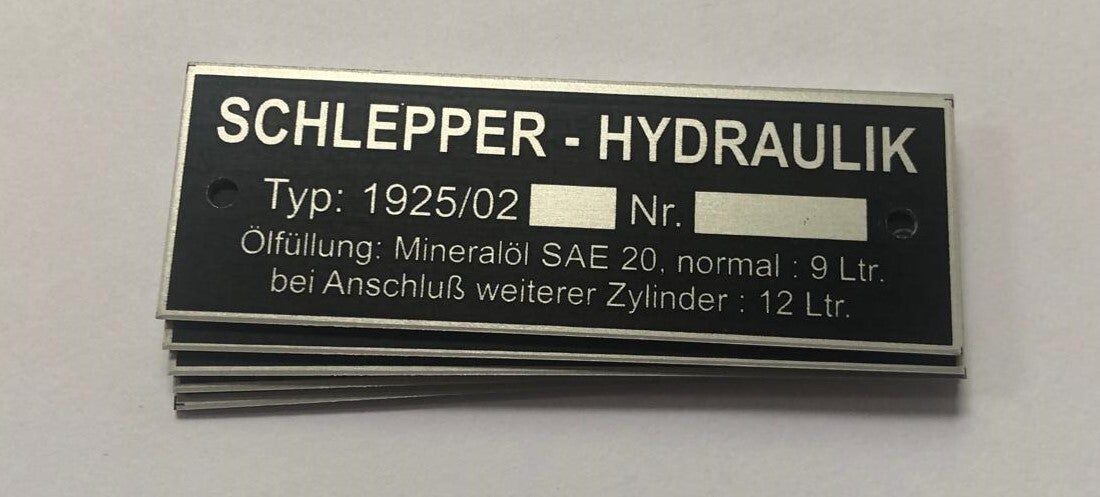 SCHLEPPER - HYDRAULIK
Typ: 1925/02 Nr.
Ölfüllung: Mineralöl SAE 20, normal : 9 Ltr.
bei Anschluß weiterer Zylinder : 12 Ltr.